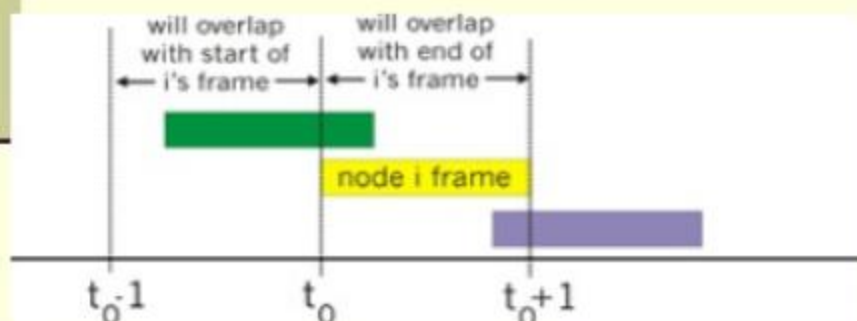 will overlap
with start of
i's frame
will overlap
with end of
i's frame
node i frame
t₀-1
t₀
t₀+1